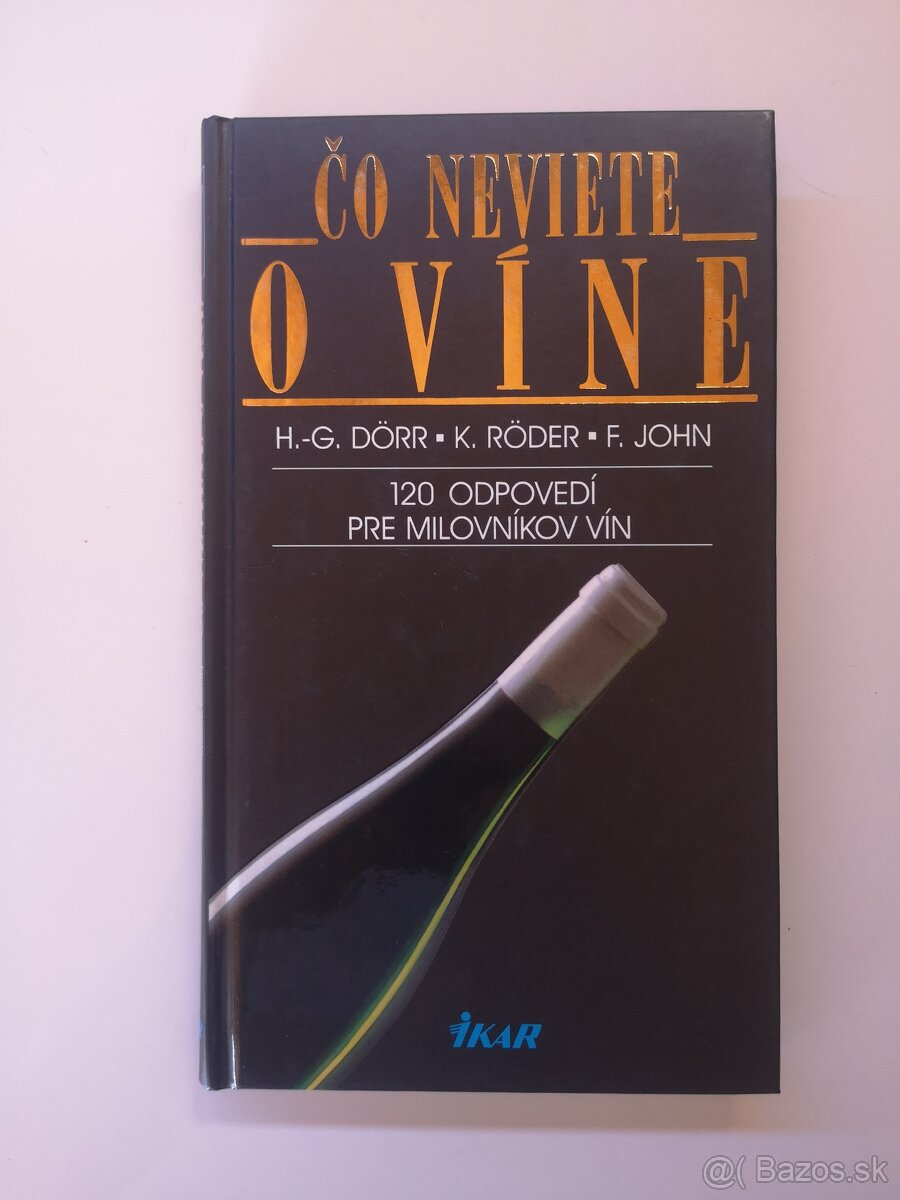 ČO NEVIETE
O VÍNE
H.-G. DÖRR ▪ K. RÖDER ▪ F. JOHN
120 ODPOVEDÍ
PRE MILOVNÍKOV VÍN
iKAR
@( Bazos.sk